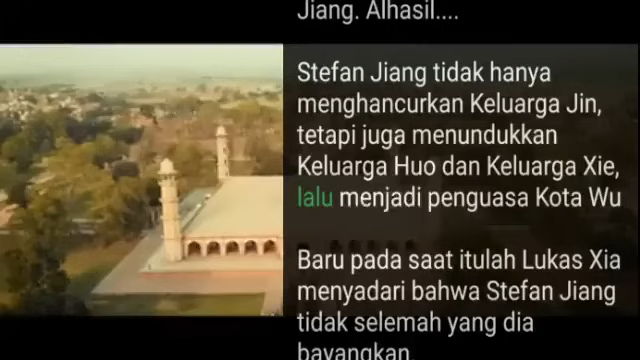 Jiang. Alhasil....
Stefan Jiang tidak hanya
menghancurkan Keluarga Jin,
tetapi juga menundukkan
Keluarga Huo dan Keluarga Xie,
lalu menjadi penguasa Kota Wu
Baru pada saat itulah Lukas Xia
menyadari bahwa Stefan Jiang
tidak selemah yang dia
bayangkan